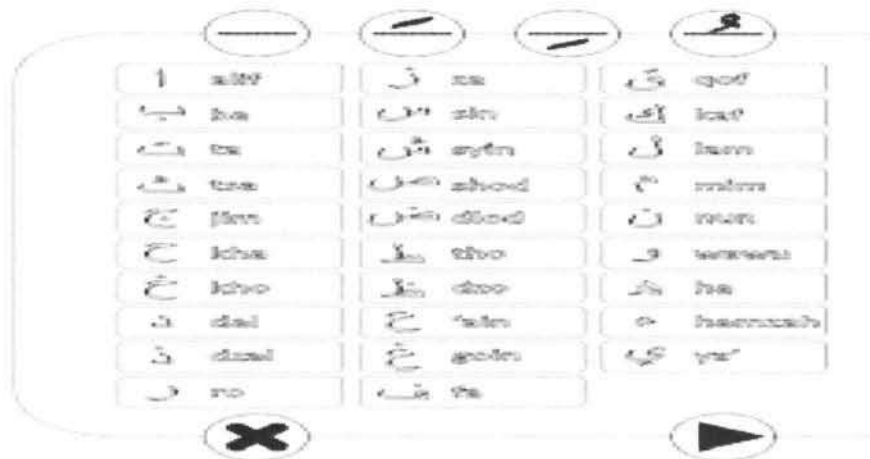 ا alif
ب ba
ت ta
ث tsa
ج jim
ح kha
خ kho
د dal
ذ dzal
ر ro
ز za
س sin
ش syin
ص shod
ض dlod
ط tho
ظ
ع 'ain
غ goin
ف fa
ق qof
ك kaf
ل lam
م mim
ن nun
و wawu
ه ha
ء hamzah
ي ya'